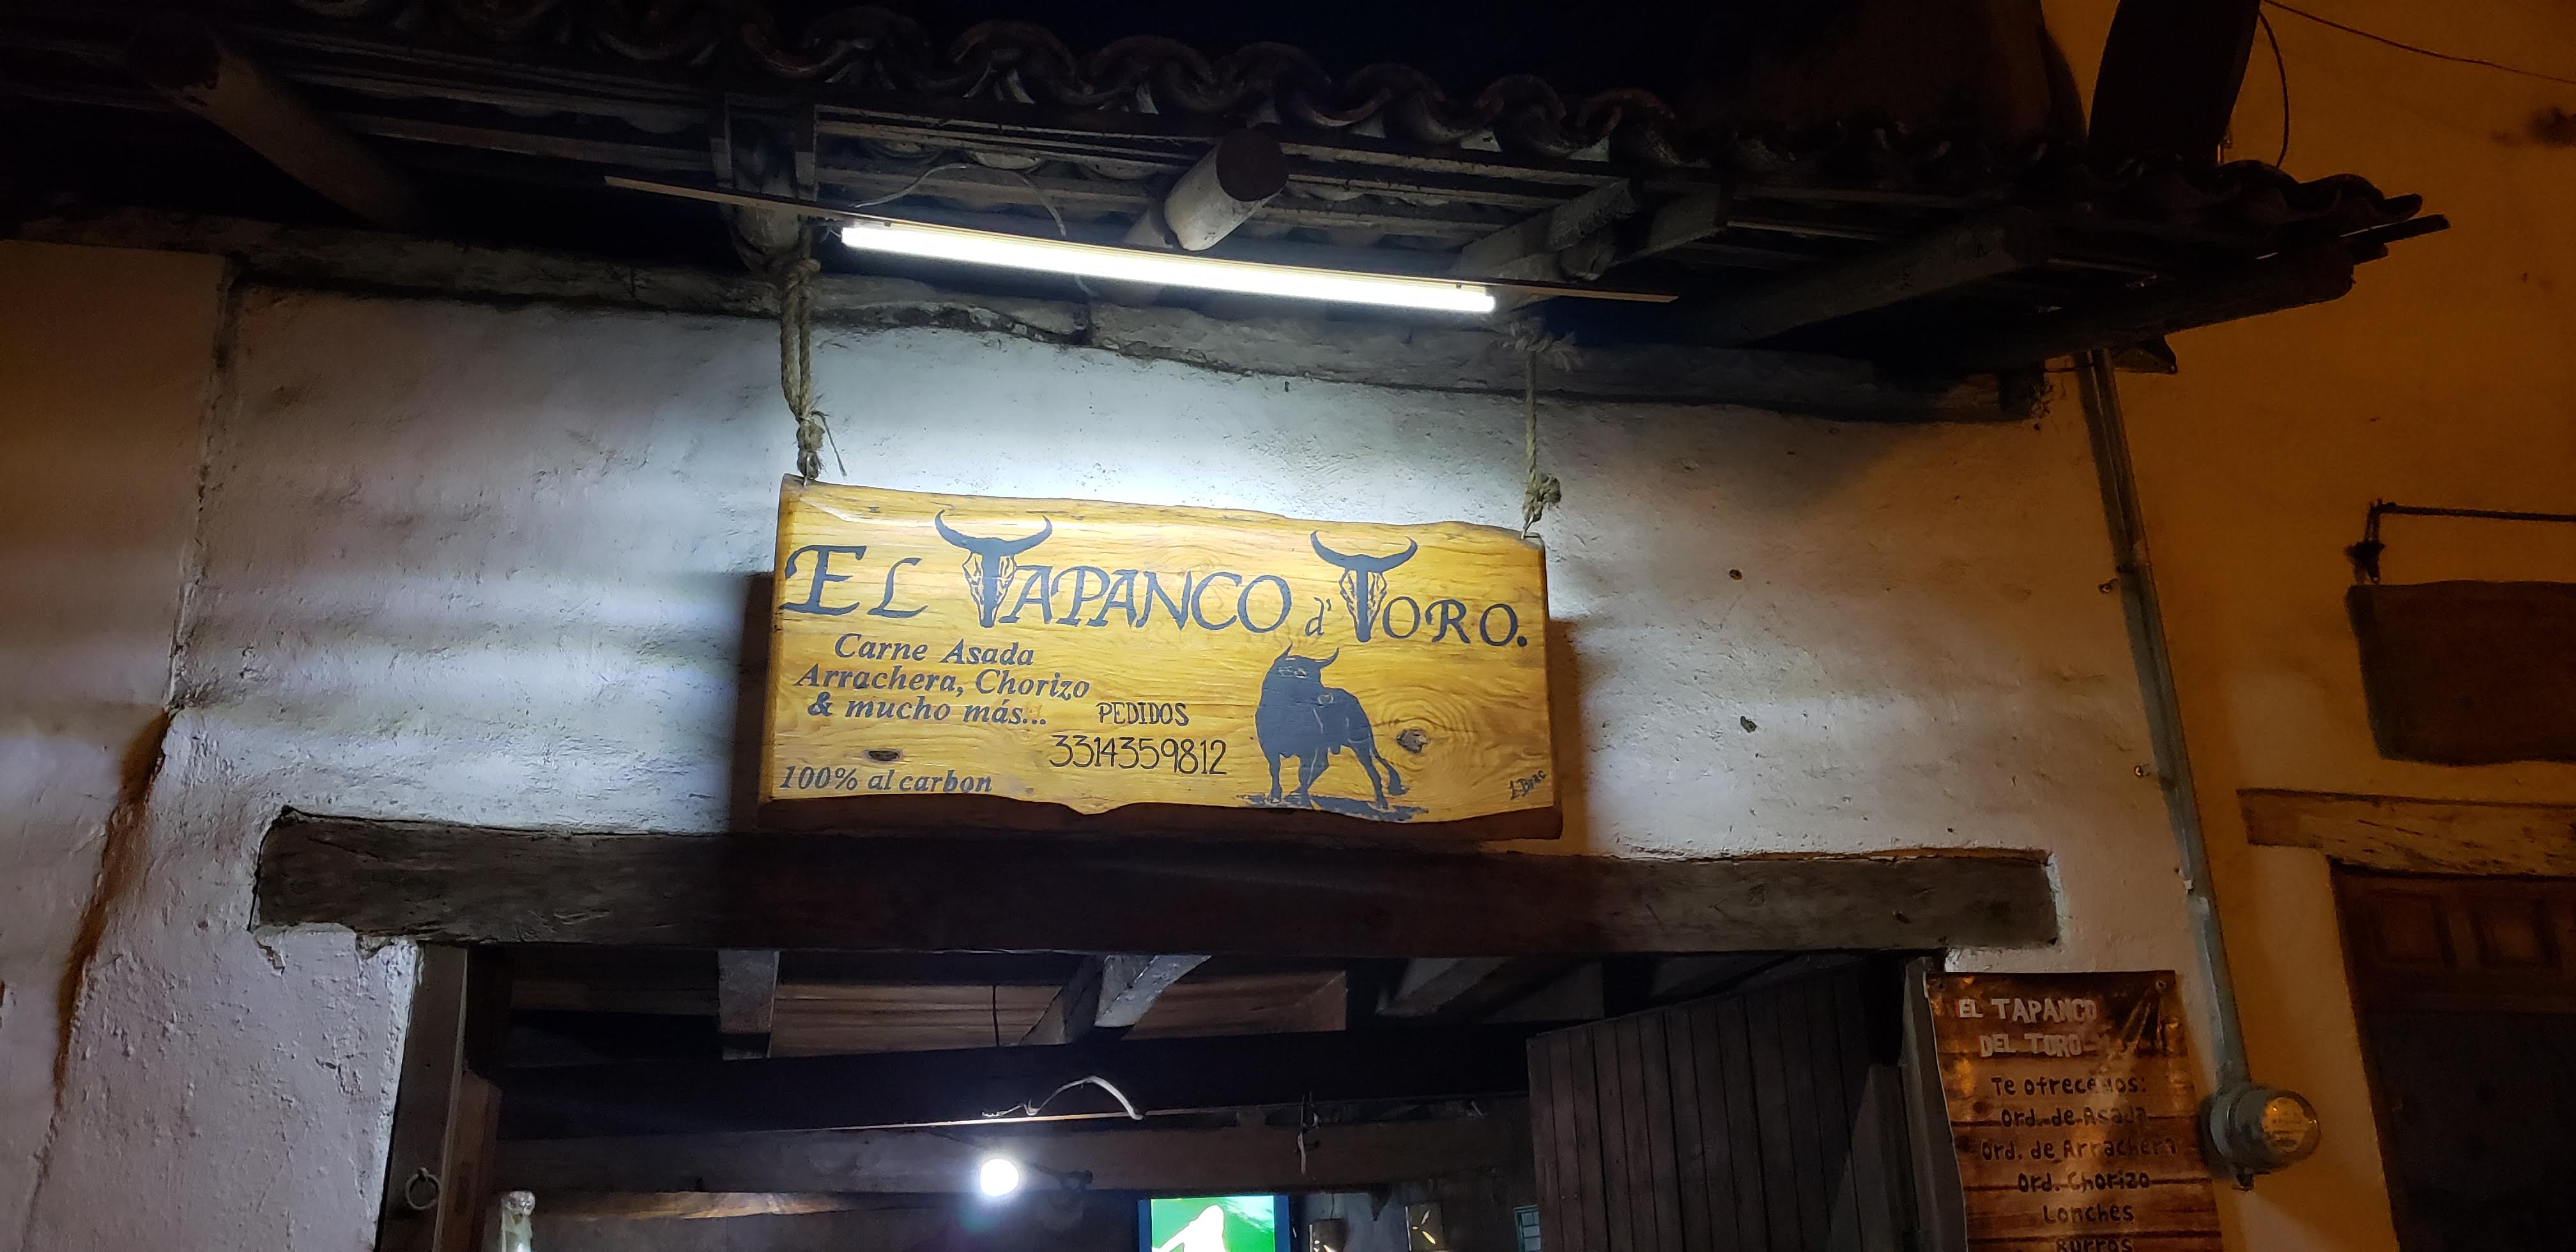 EL TAPANCO d' TORO.
Carne Asada
Arrachera, Chorizo
& mucho más...
PEDIDOS
3314359812
100% al carbon
EL TAPANCO
DEL TORO
Te ofrecemos:
Ord. de Asada
Ord. de Arrachera
Ord. Chorizo
Lonches
Burros